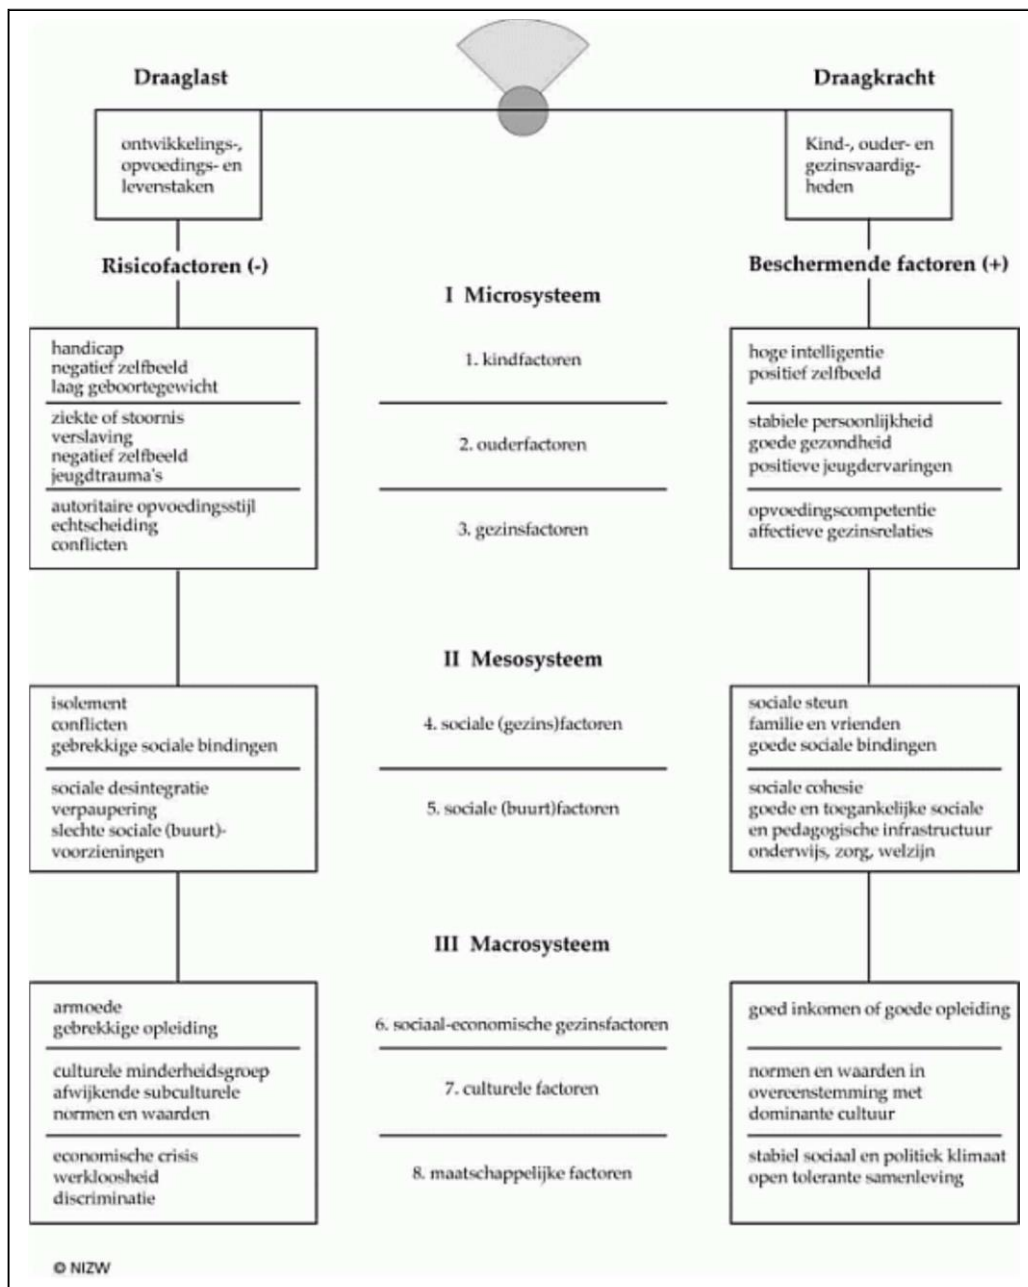 Draaglast
Draagkracht
ontwikkelings-,
opvoedings- en
levenstaken
Kind-, ouder- en
gezinsvaardig-
heden
Risicofactoren (-)
Beschermende factoren (+)
I Microsysteem
handicap
negatief zelfbeeld
laag geboortegewicht
1. kindfactoren
hoge intelligentie
positief zelfbeeld
ziekte of stoornis
verslaving
negatief zelfbeeld
jeugdtrauma's
2. ouderfactoren
stabiele persoonlijkheid
goede gezondheid
positieve jeugdervaringen
autoritaire opvoedingsstijl
echtscheiding
conflicten
3. gezinsfactoren
opvoedingscompetentie
affectieve gezinsrelaties
II Mesosysteem
isolement
conflicten
gebrekkige sociale bindingen
4. sociale (gezins)factoren
sociale steun
familie en vrienden
goede sociale bindingen
sociale desintegratie
verpaupering
slechte sociale (buurt)-
voorzieningen
5. sociale (buurt)factoren
sociale cohesie
goede en toegankelijke sociale
en pedagogische infrastructuur
onderwijs, zorg, welzijn
III Macrosysteem
armoede
gebrekkige opleiding
6. sociaal-economische gezinsfactoren
goed inkomen of goede opleiding
culturele minderheidsgroep
afwijkende subculturele
normen en waarden
7. culturele factoren
normen en waarden in
overeenstemming met
dominante cultuur
economische crisis
werkloosheid
discriminatie
8. maatschappelijke factoren
stabiel sociaal en politiek klimaat
open tolerante samenleving
© NIZW